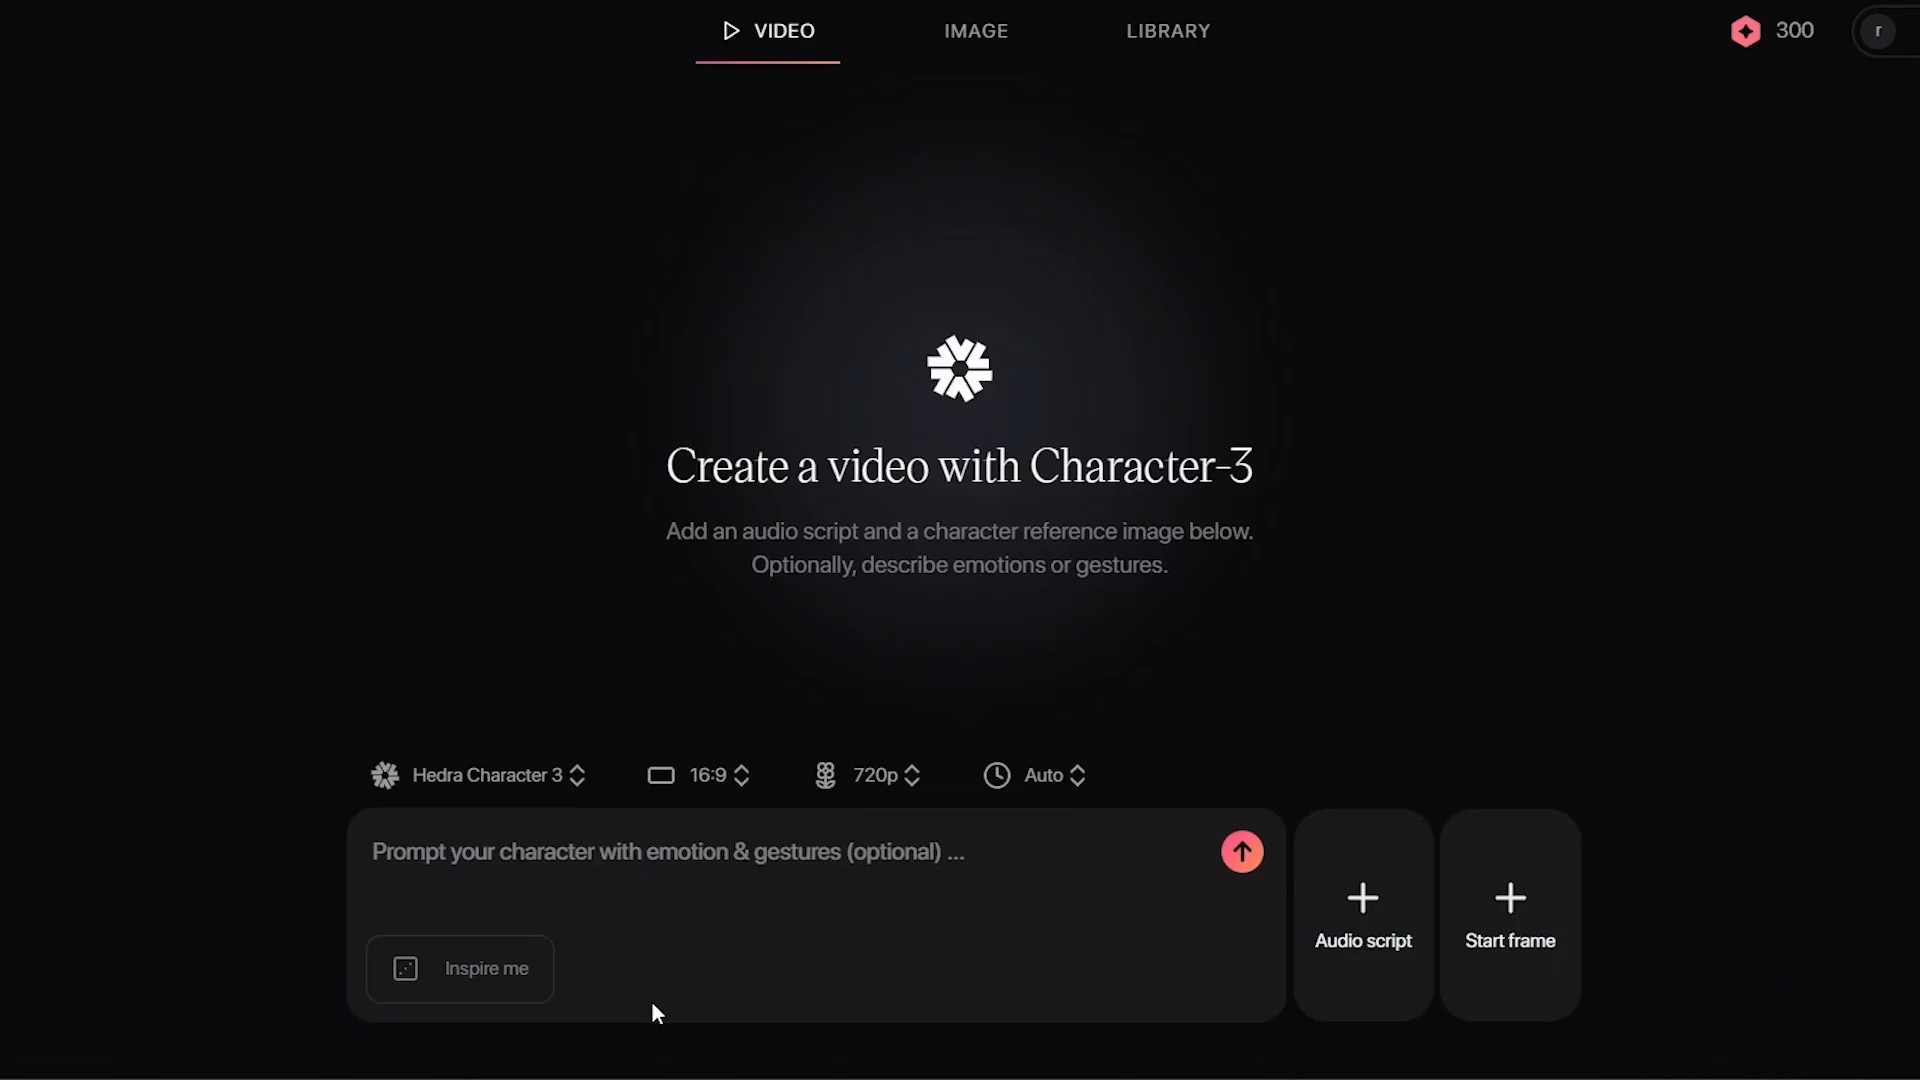 VIDEO
IMAGE
LIBRARY
300
r
Create a video with Character-3
Add an audio script and a character reference image below.
Optionally, describe emotions or gestures.
Hedra Character 3
16:9
720p
Auto
Prompt your character with emotion & gestures (optional) ...
Inspire me
Audio script
Start frame